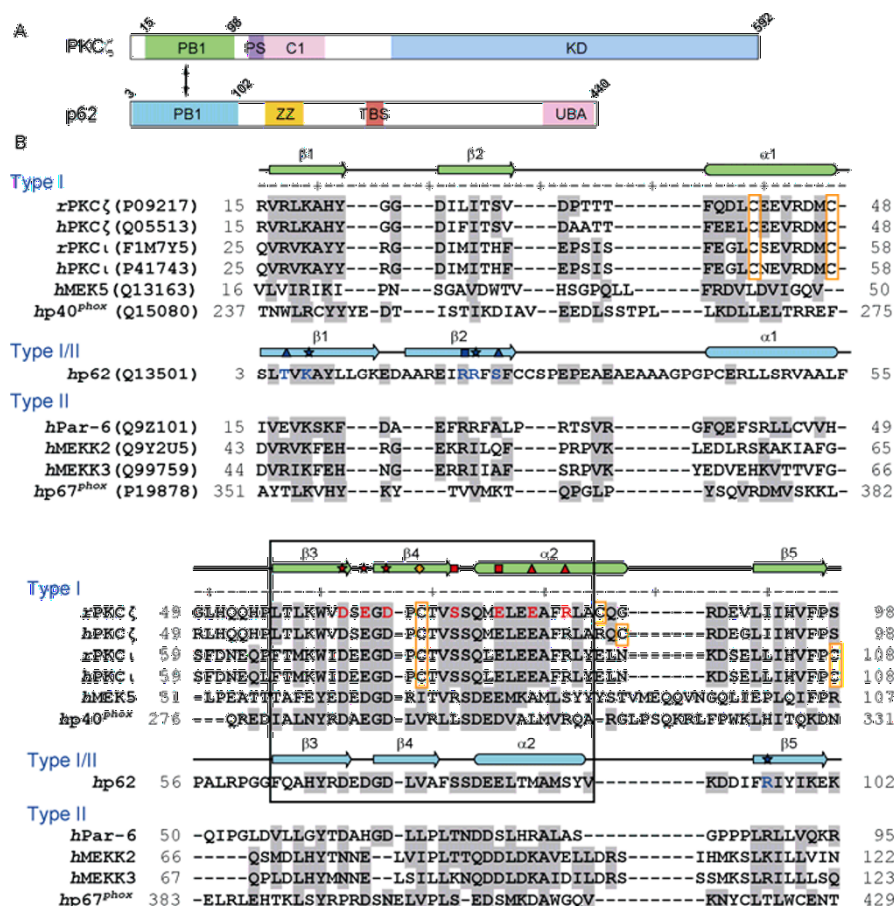 A
15 98 592
PKCζ PB1 PS C1 KD
3 102 440
p62 PB1 ZZ TBS UBA
B
β1 β2 α1
Type I
rPKCζ(P09217) 15 RVRLKAHY---GG--DILITSV---DPTTT-------FQDLCEEVRDMC- 48
hPKCζ(Q05513) 15 RVRLKAHY---GG--DIFITSV---DAATT-------FEELCEEVRDMC- 48
rPKCι(F1M7Y5) 25 QVRVKAYY---RG--DIMITHF---EPSIS-------FEGLCSEVRDMC- 58
hPKCι(P41743) 25 QVRVKAYY---RG--DIMITHF---EPSIS-------FEGLCNEVRDMC- 58
hMEK5(Q13163) 16 VLVIRIKI---PN---SGAVDWTV---HSGPQLL-----FRDVLDVIGQV-- 50
hp40phox(Q15080) 237 TNWLRCYYYE-DT---ISTIKDIAV--EEDLSSTPL----LKDLLELTRREF- 275
Type I/II
β1 β2 α1
hp62(Q13501) 3 SLTVKAYLLGKEDAAREIRRFSFCCSPEPEAEAEAAAGPGPCERLLSRVAALF 55
Type II
hPar-6(Q9Z101) 15 IVEVKSKF---DA---EFRRFALP---RTSVR-------GFQEFSRLLCVVH- 49
hMEKK2(Q9Y2U5) 43 DVRVKFEH---NG---EKRILQF---PRPVK-------LEDLRSKAKIAFG- 65
hMEKK3(Q99759) 44 DVRIKFEH---NG---ERRIIAF---SRPVK-------YEDVEHKVTTVFG- 66
hp67phox(P19878) 351 AYTLKVHY---KY----TVVMKT---QPGLP-------YSQVRDMVSKKL- 382
β3 β4 α2 β5
Type I
rPKCζ 49 GLHQQHPLTLKWVDSEGD-PCTVSSQMELEEAFRLACQG-------RDEVLIIHVFPS 98
hPKCζ 49 RLHQQHPLTLKWVDSEGD-PCTVSSQMELEEAFRLARQC-------RDEGLIIHVFPS 98
rPKCι 59 SFDNEQPFTMKWIDEEGD-PCTVSSQLELEEAFRLYELN-------KDSELLIHVFPC 108
hPKCι 59 SFDNEQPFTMKWIDEEGD-PCTVSSQLELEEAFRLYELN-------KDSELLIHVFPC 108
hMEK5 51 --LPEATTTAFEYEDEDGD-RITVRSDEEMKAMLSYYYSTVMEQQVNGQLIEPLQIFPR 107
hp40phox 276 ---QREDIALNYRDAEGD-LVRLLSDEDVALMVRQA-RGLPSQKRLFPWKLHITQKDN 331
Type I/II
β3 β4 α2 β5
hp62 56 PALRPGGFQAHYRDEDGD-LVAFSSDEELTMAMSYV----------KDDIFRIYIKEK 102
Type II
hPar-6 50 -QIPGLDVLLGYTDAHGD-LLPLTNDDSLHRALAS----------GPPPLRLLVQKR 95
hMEKK2 66 -----QSMDLHYTNNE--LVIPLTTQDDLDKAVELLDRS-------IHMKSLKILLVIN 122
hMEKK3 67 -----QPLDLHYMNNE--LSILLKNQDDLDKAIDILDRS-------SSMKSLRILLLSQ 123
hp67phox 383 -ELRLEHTKLSYRPRDSNELVPLS-EDSMKDAWGQV---------KNYCLTLWCENT 429